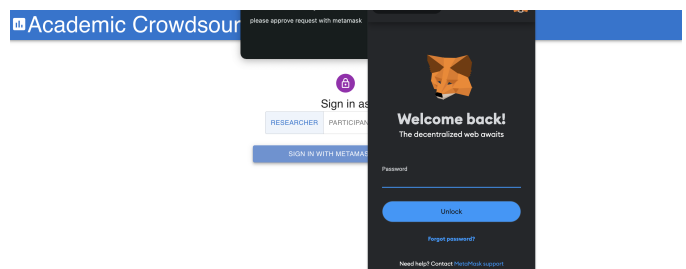 Academic Crowdsour
please approve request with metamask
Sign in as
RESEARCHER PARTICIPAN
SIGN IN WITH METAMAS
Welcome back!
The decentralized web awaits
Password
Unlock
Forgot password?
Need help? Contact MetaMask support